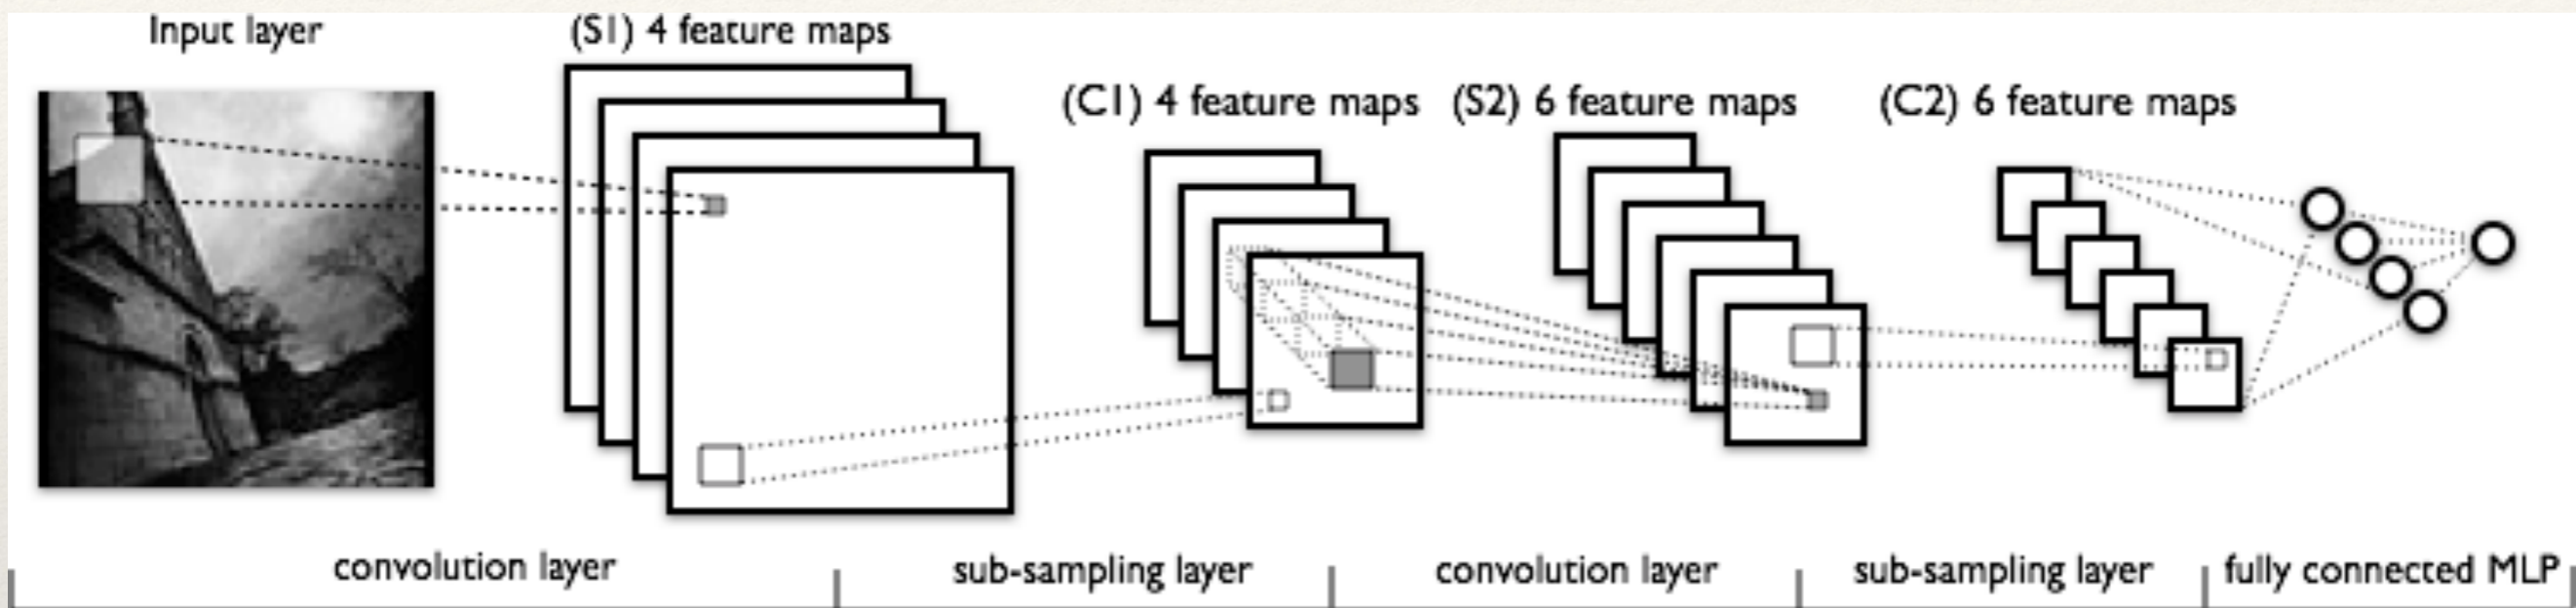 Input layer
(S1) 4 feature maps
(C1) 4 feature maps
(S2) 6 feature maps
(C2) 6 feature maps
convolution layer
sub-sampling layer
convolution layer
sub-sampling layer
fully connected MLP